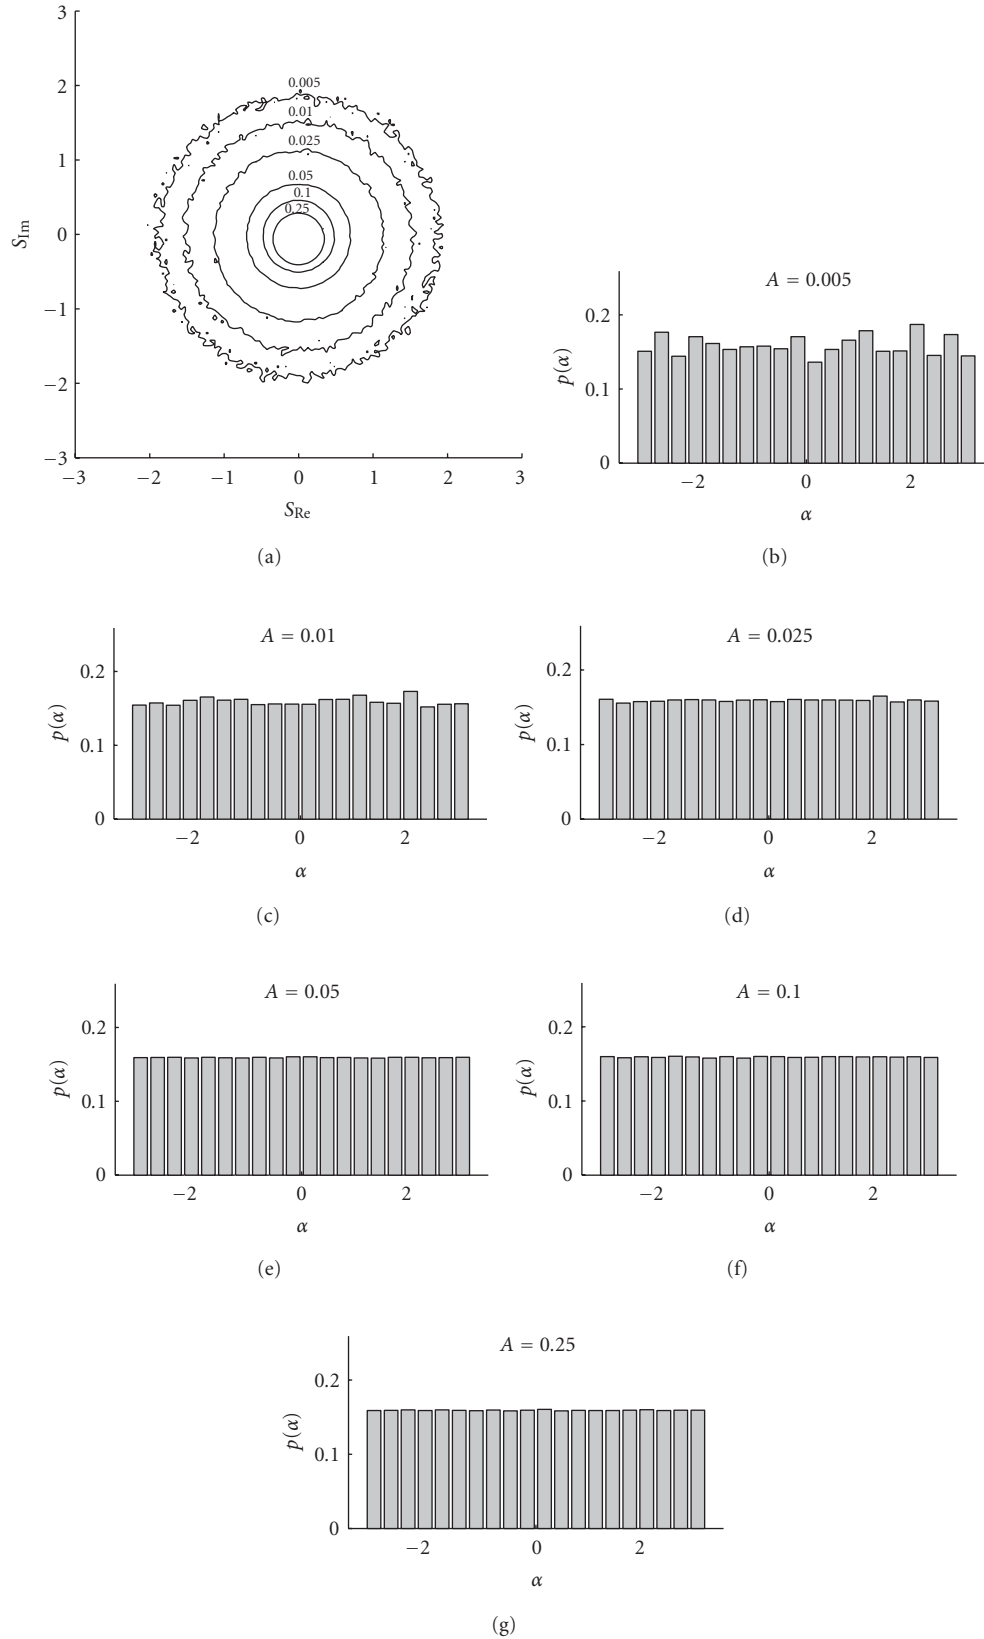 3
2
1
0
−1
−2
−3
S_Im
0.005
0.01
0.025
0.05
0.1
0.25
−3 −2 −1 0 1 2 3
S_Re
(a)
A = 0.005
0.2
0.1
0
p(α)
−2 0 2
α
(b)
A = 0.01
0.2
0.1
0
p(α)
−2 0 2
α
(c)
A = 0.025
0.2
0.1
0
p(α)
−2 0 2
α
(d)
A = 0.05
0.2
0.1
0
p(α)
−2 0 2
α
(e)
A = 0.1
0.2
0.1
0
p(α)
−2 0 2
α
(f)
A = 0.25
0.2
0.1
0
p(α)
−2 0 2
α
(g)